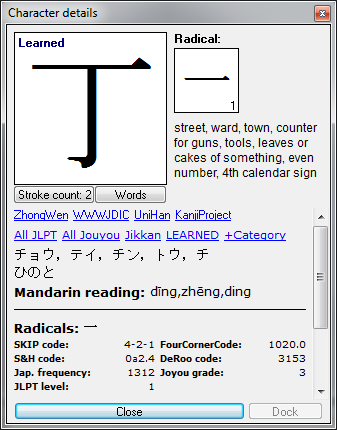 Character details
Learned
丁
Radical:
一
1
street, ward, town, counter
for guns, tools, leaves or
cakes of something, even
number, 4th calendar sign
Stroke count: 2 Words
ZhongWen WWWJDIC UniHan KanjiProject
All JLPT All Jouyou Jikkan LEARNED +Category
チョウ, テイ, チン, トウ, チ
ひのと
Mandarin reading: dīng,zhēng,ding
Radicals: 一
SKIP code: 4-2-1 FourCornerCode: 1020.0
S&H code: 0a2.4 DeRoo code: 3153
Jap. frequency: 1312 Joyou grade: 3
JLPT level: 1
Close Dock